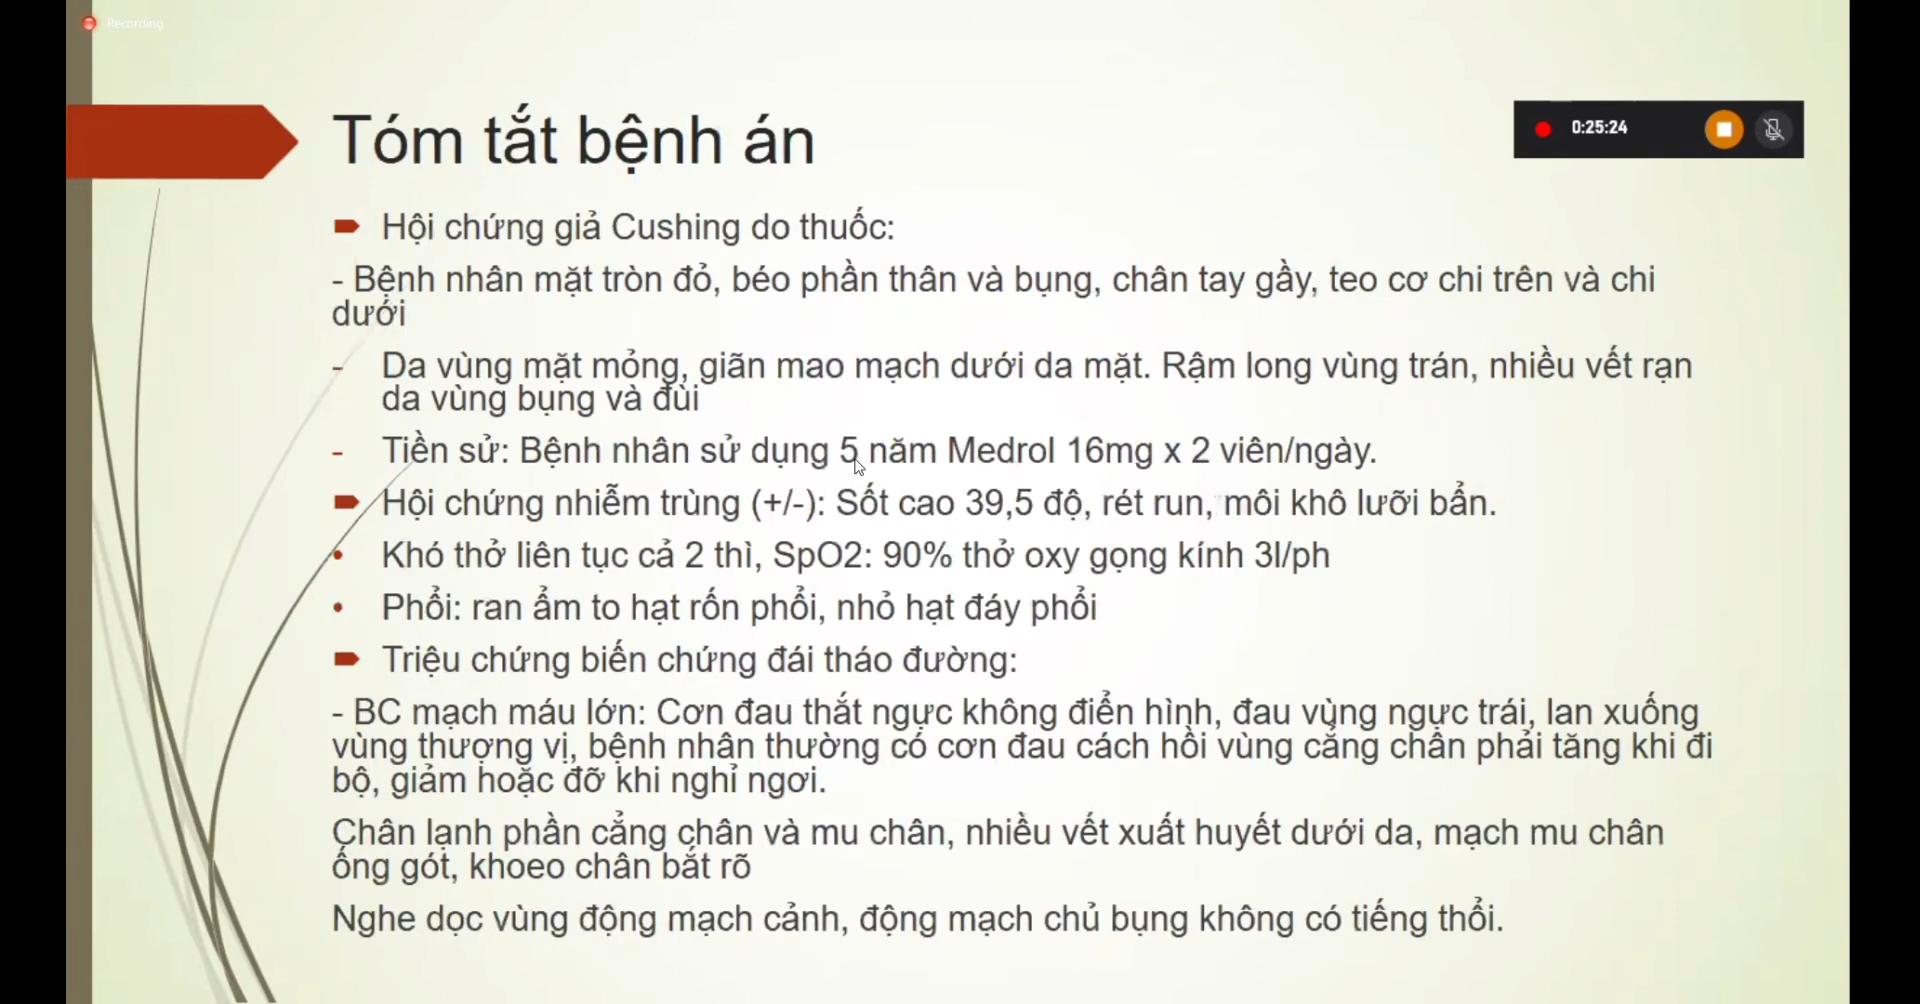 Recording
0:25:24
Tóm tắt bệnh án
Hội chứng giả Cushing do thuốc:
- Bệnh nhân mặt tròn đỏ, béo phần thân và bụng, chân tay gầy, teo cơ chi trên và chi
dưới
- Da vùng mặt mỏng, giãn mao mạch dưới da mặt. Rậm long vùng trán, nhiều vết rạn
da vùng bụng và đùi
- Tiền sử: Bệnh nhân sử dụng 5 năm Medrol 16mg x 2 viên/ngày.
Hội chứng nhiễm trùng (+/-): Sốt cao 39,5 độ, rét run, môi khô lưỡi bẩn.
• Khó thở liên tục cả 2 thì, SpO2: 90% thở oxy gọng kính 3l/ph
• Phổi: ran ẩm to hạt rốn phổi, nhỏ hạt đáy phổi
Triệu chứng biến chứng đái tháo đường:
- BC mạch máu lớn: Cơn đau thắt ngực không điển hình, đau vùng ngực trái, lan xuống
vùng thượng vị, bệnh nhân thường có cơn đau cách hồi vùng cẳng chân phải tăng khi đi
bộ, giảm hoặc đỡ khi nghỉ ngơi.
Chân lạnh phần cẳng chân và mu chân, nhiều vết xuất huyết dưới da, mạch mu chân
ống gót, khoeo chân bắt rõ
Nghe dọc vùng động mạch cảnh, động mạch chủ bụng không có tiếng thổi.